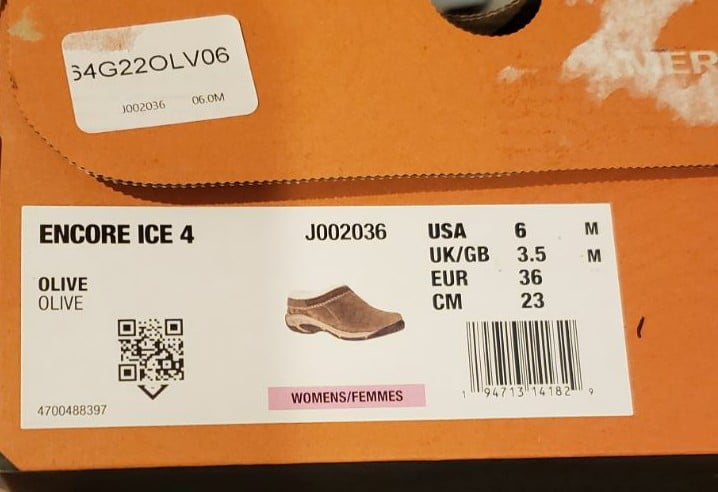 64G22OLV06
J002036 06.0M
ENCORE ICE 4
J002036
OLIVE
OLIVE
4700488397
WOMENS/FEMMES
USA 6 M
UK/GB 3.5 M
EUR 36
CM 23
1 94713 14182 9